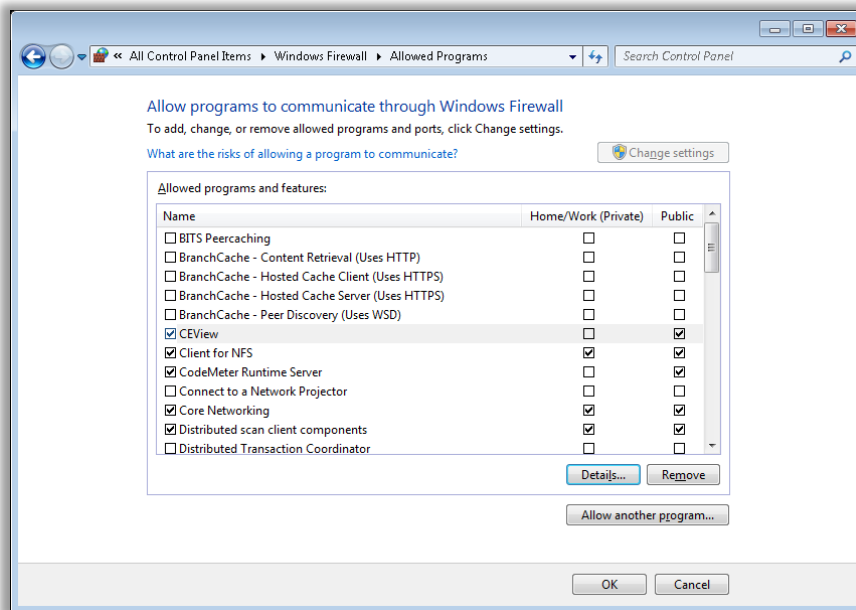 « All Control Panel Items ▸ Windows Firewall ▸ Allowed Programs Search Control Panel
Allow programs to communicate through Windows Firewall
To add, change, or remove allowed programs and ports, click Change settings.
What are the risks of allowing a program to communicate? Change settings
Allowed programs and features:
Name Home/Work (Private) Public
BITS Peercaching
BranchCache - Content Retrieval (Uses HTTP)
BranchCache - Hosted Cache Client (Uses HTTPS)
BranchCache - Hosted Cache Server (Uses HTTPS)
BranchCache - Peer Discovery (Uses WSD)
CEView
Client for NFS
CodeMeter Runtime Server
Connect to a Network Projector
Core Networking
Distributed scan client components
Distributed Transaction Coordinator
Details... Remove
Allow another program...
OK Cancel